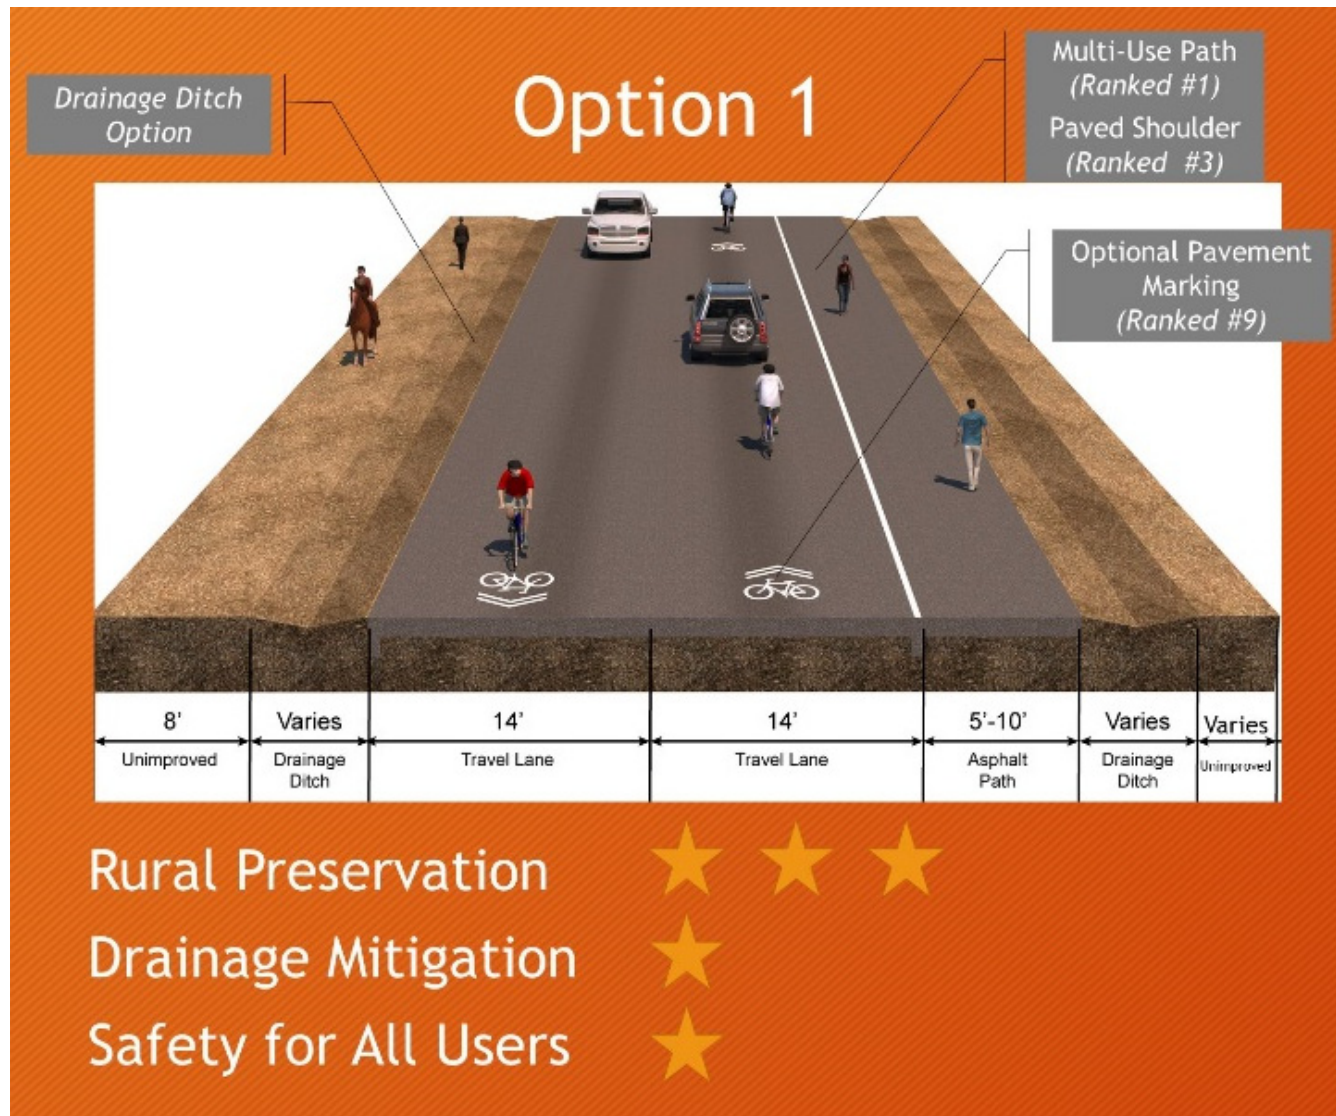 Option 1
Drainage Ditch
Option
Multi-Use Path
(Ranked #1)
Paved Shoulder
(Ranked #3)
Optional Pavement
Marking
(Ranked #9)
8'
Varies
14'
14'
5'-10'
Varies
Varies
Unimproved
Drainage
Ditch
Travel Lane
Travel Lane
Asphalt
Path
Drainage
Ditch
Unimproved
Rural Preservation
Drainage Mitigation
Safety for All Users